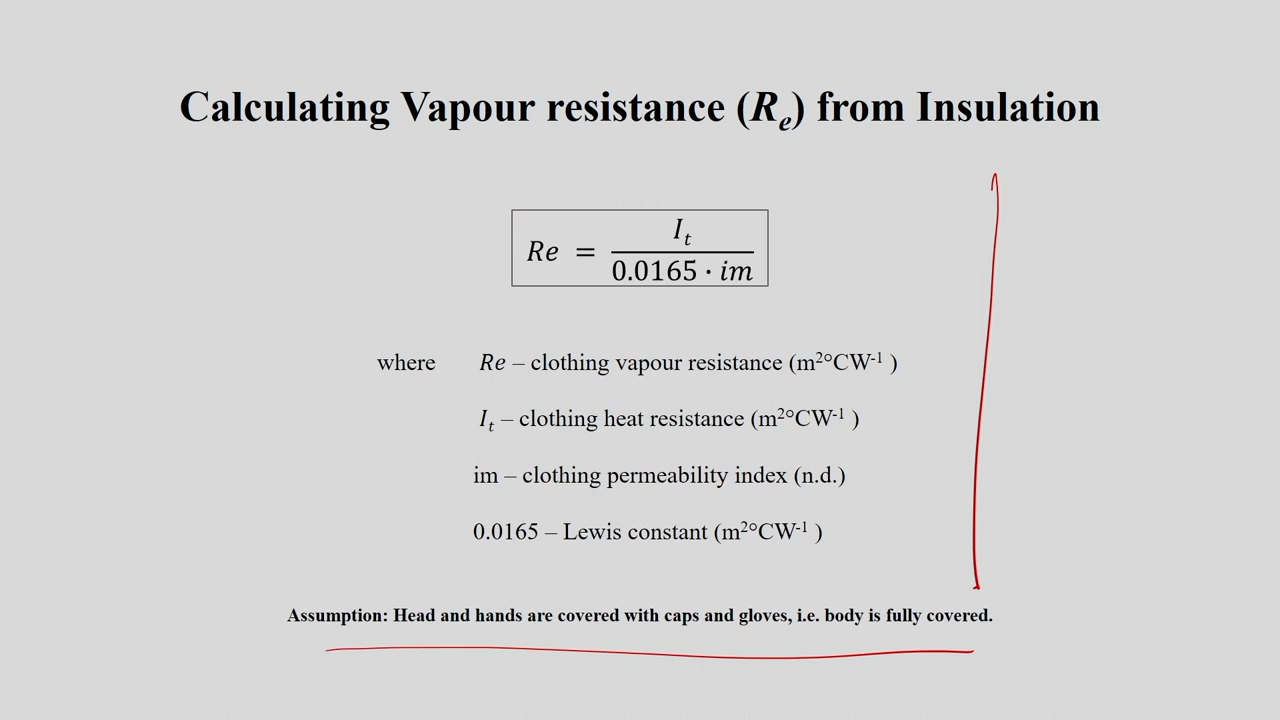 Calculating Vapour resistance (Rₑ) from Insulation
Re = Iₜ / 0.0165 · im
where Re – clothing vapour resistance (m²°CW⁻¹ )
Iₜ – clothing heat resistance (m²°CW⁻¹ )
im – clothing permeability index (n.d.)
0.0165 – Lewis constant (m²°CW⁻¹ )
Assumption: Head and hands are covered with caps and gloves, i.e. body is fully covered.